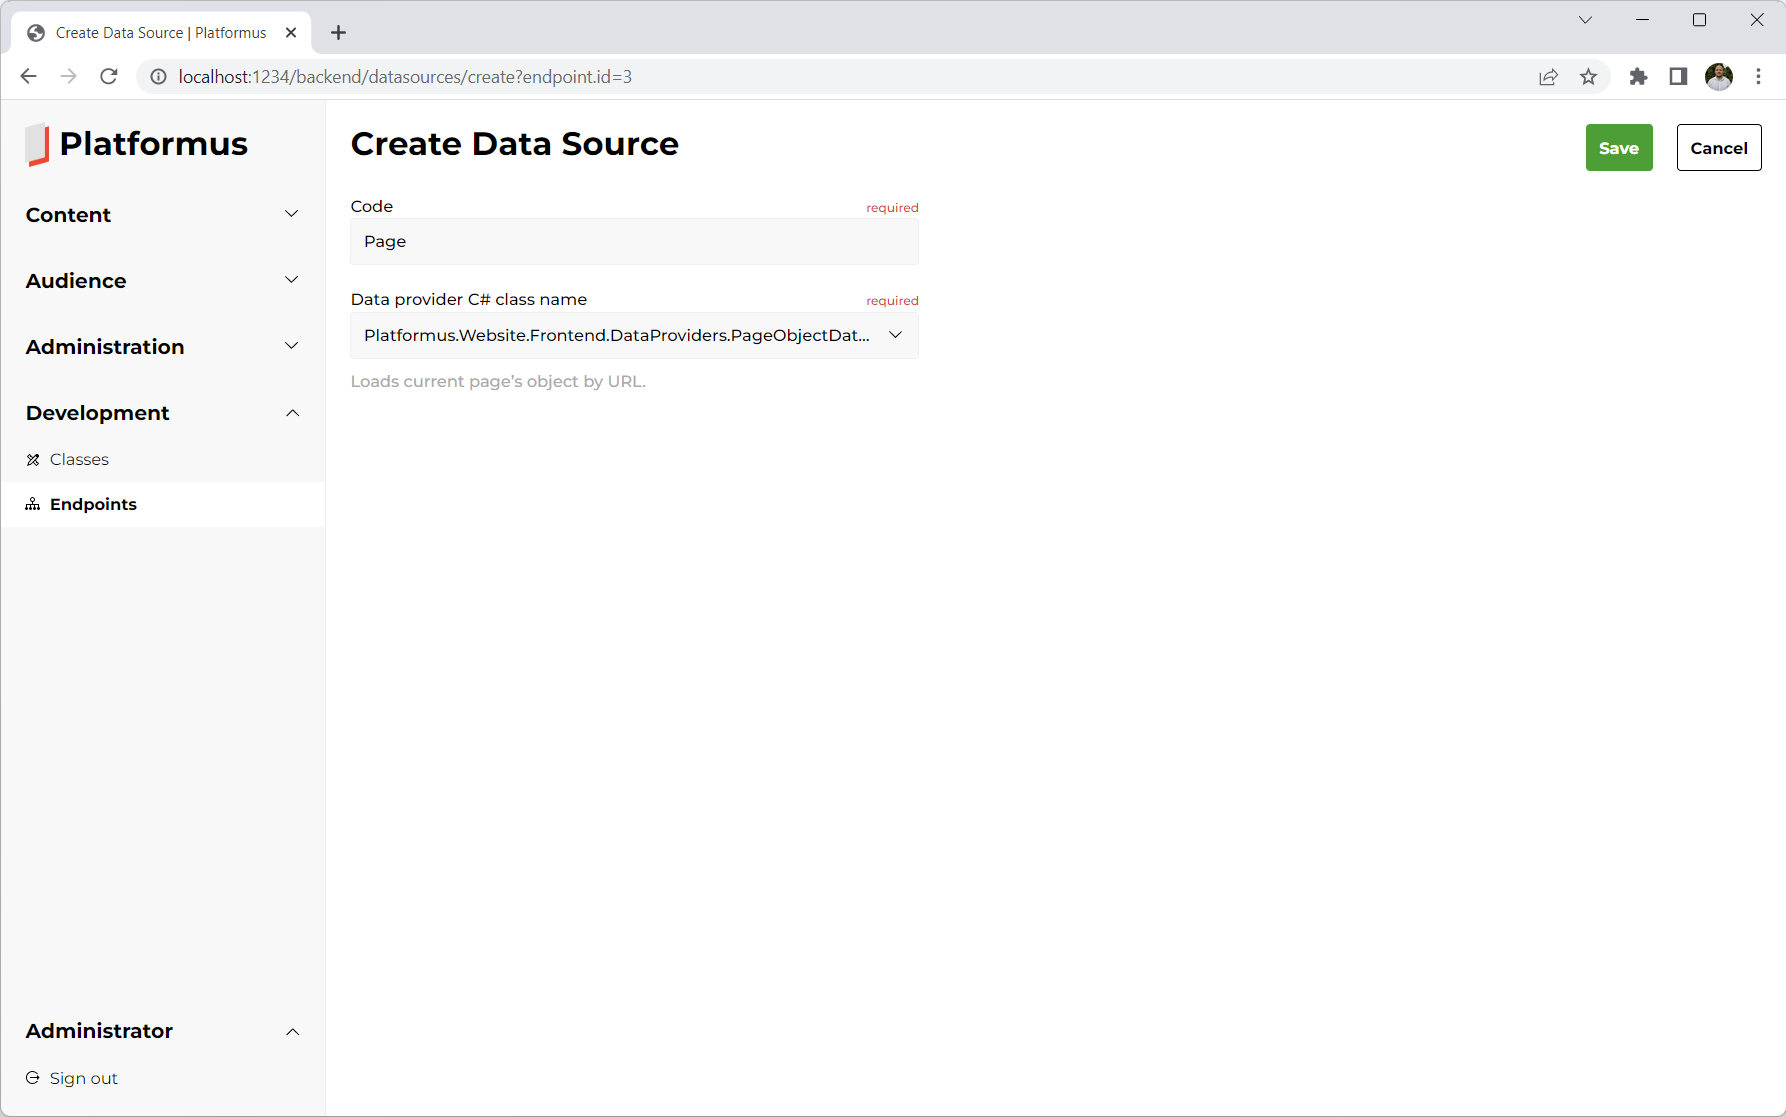 Create Data Source | Platformus
localhost:1234/backend/datasources/create?endpoint.id=3
Platformus
Content
Audience
Administration
Development
Classes
Endpoints
Administrator
Sign out
Create Data Source
Save
Cancel
Code
required
Page
Data provider C# class name
required
Platformus.Website.Frontend.DataProviders.PageObjectDat...
Loads current page’s object by URL.